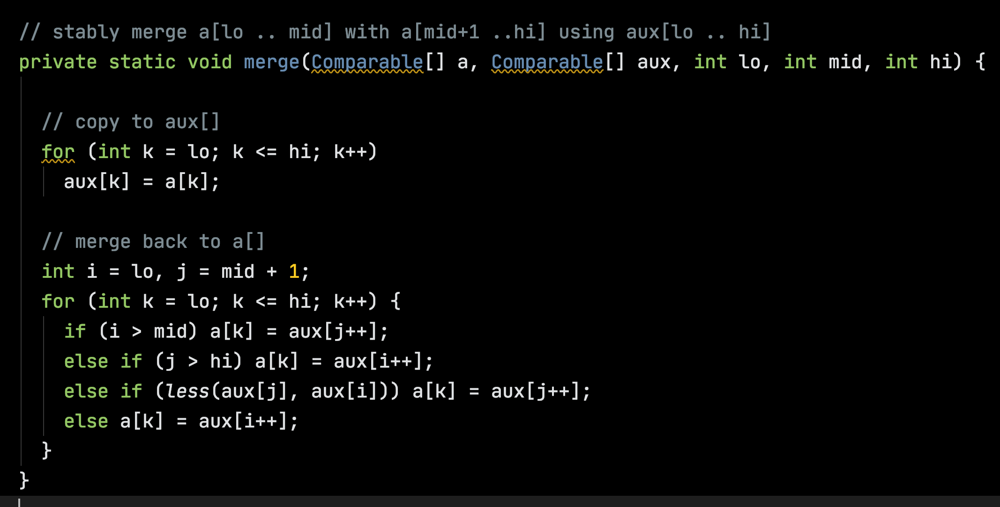 // stably merge a[lo .. mid] with a[mid+1 ..hi] using aux[lo .. hi]
private static void merge(Comparable[] a, Comparable[] aux, int lo, int mid, int hi) {
// copy to aux[]
for (int k = lo; k <= hi; k++)
aux[k] = a[k];
// merge back to a[]
int i = lo, j = mid + 1;
for (int k = lo; k <= hi; k++) {
if (i > mid) a[k] = aux[j++];
else if (j > hi) a[k] = aux[i++];
else if (less(aux[j], aux[i])) a[k] = aux[j++];
else a[k] = aux[i++];
}
}